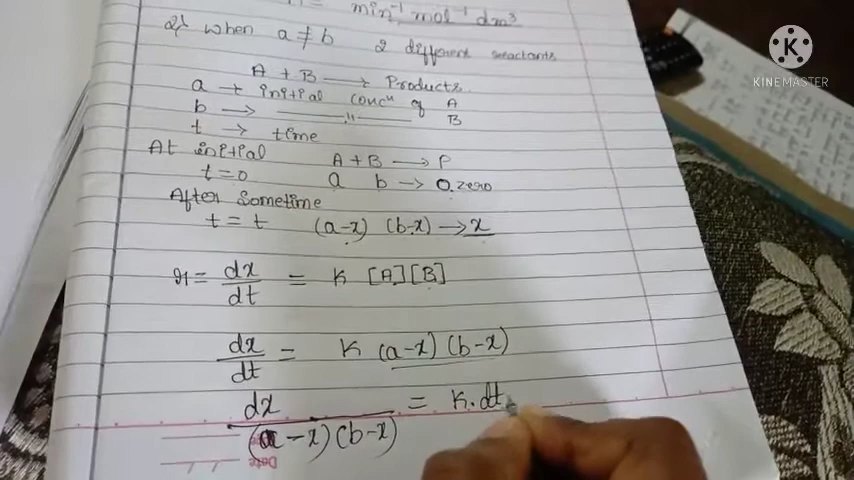 min⁻¹ mol⁻¹ dm³
2) when a ≠ b 2 different reactants
A + B → Products.
a → initial concⁿ of A
b → —— 〃 —— B
t → time
At initial A + B → P
t = 0 a b → 0. zero
After Sometime
t = t (a-x) (b-x) → x
r = dx/dt = K [A][B]
dx/dt = K (a-x) (b-x)
dx/(a-x)(b-x) = K.dt
Date
KINEMASTER